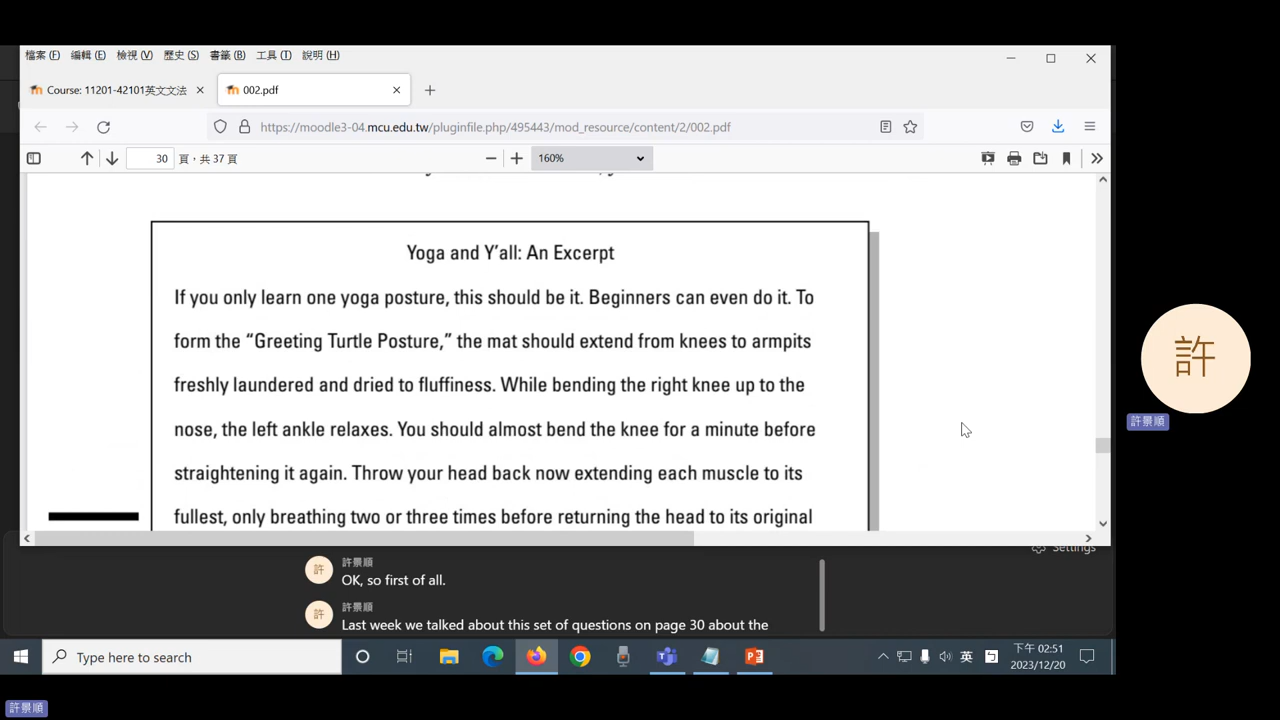 檔案(F) 編輯(E) 檢視(V) 歷史(S) 書籤(B) 工具(T) 說明(H)
Course: 11201-42101英文文法
002.pdf
https://moodle3-04.mcu.edu.tw/pluginfile.php/495443/mod_resource/content/2/002.pdf
30 頁，共 37 頁
160%
Yoga and Y'all: An Excerpt
If you only learn one yoga posture, this should be it. Beginners can even do it. To
form the “Greeting Turtle Posture,” the mat should extend from knees to armpits
freshly laundered and dried to fluffiness. While bending the right knee up to the
nose, the left ankle relaxes. You should almost bend the knee for a minute before
straightening it again. Throw your head back now extending each muscle to its
fullest, only breathing two or three times before returning the head to its original
許
許景順
Settings
許
許景順
OK, so first of all.
許
許景順
Last week we talked about this set of questions on page 30 about the
Type here to search
英
下午 02:51
2023/12/20
許景順